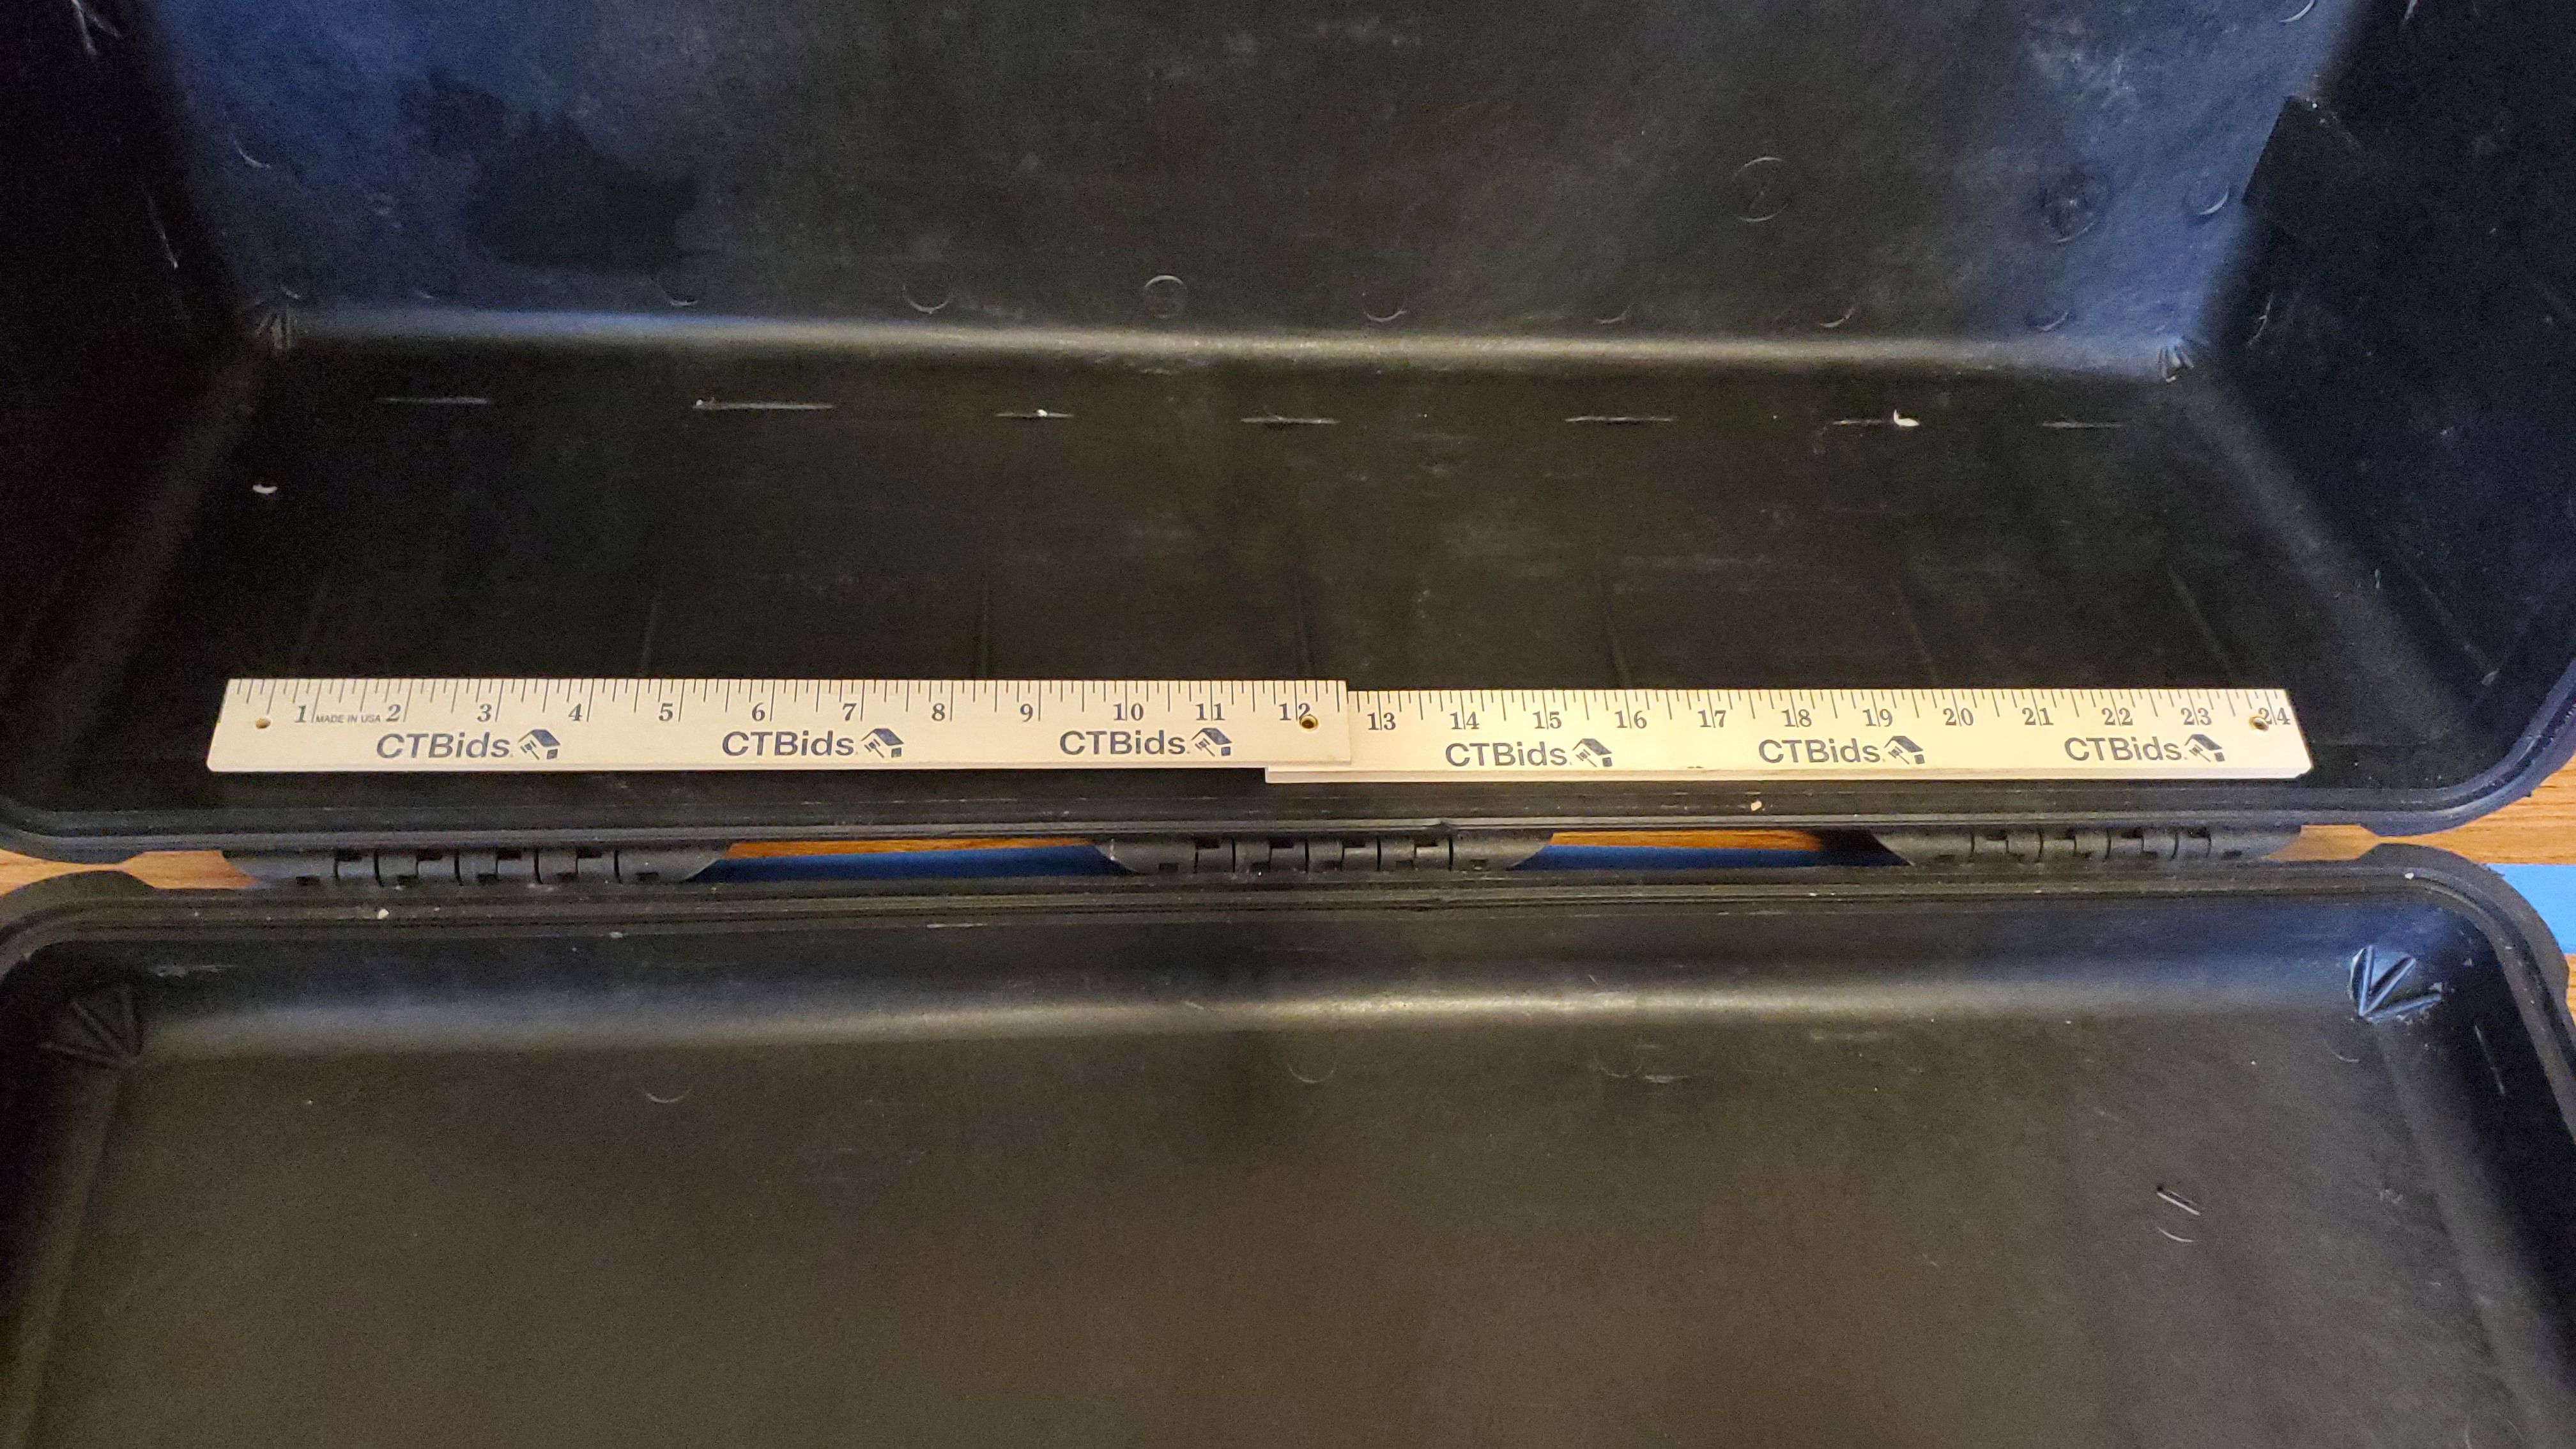 1 MADE IN USA 2 3 4 5 6 7 8 9 10 11 12 13 14 15 16 17 18 19 20 21 22 23 24
CTBids. CTBids. CTBids. CTBids. CTBids. CTBids.